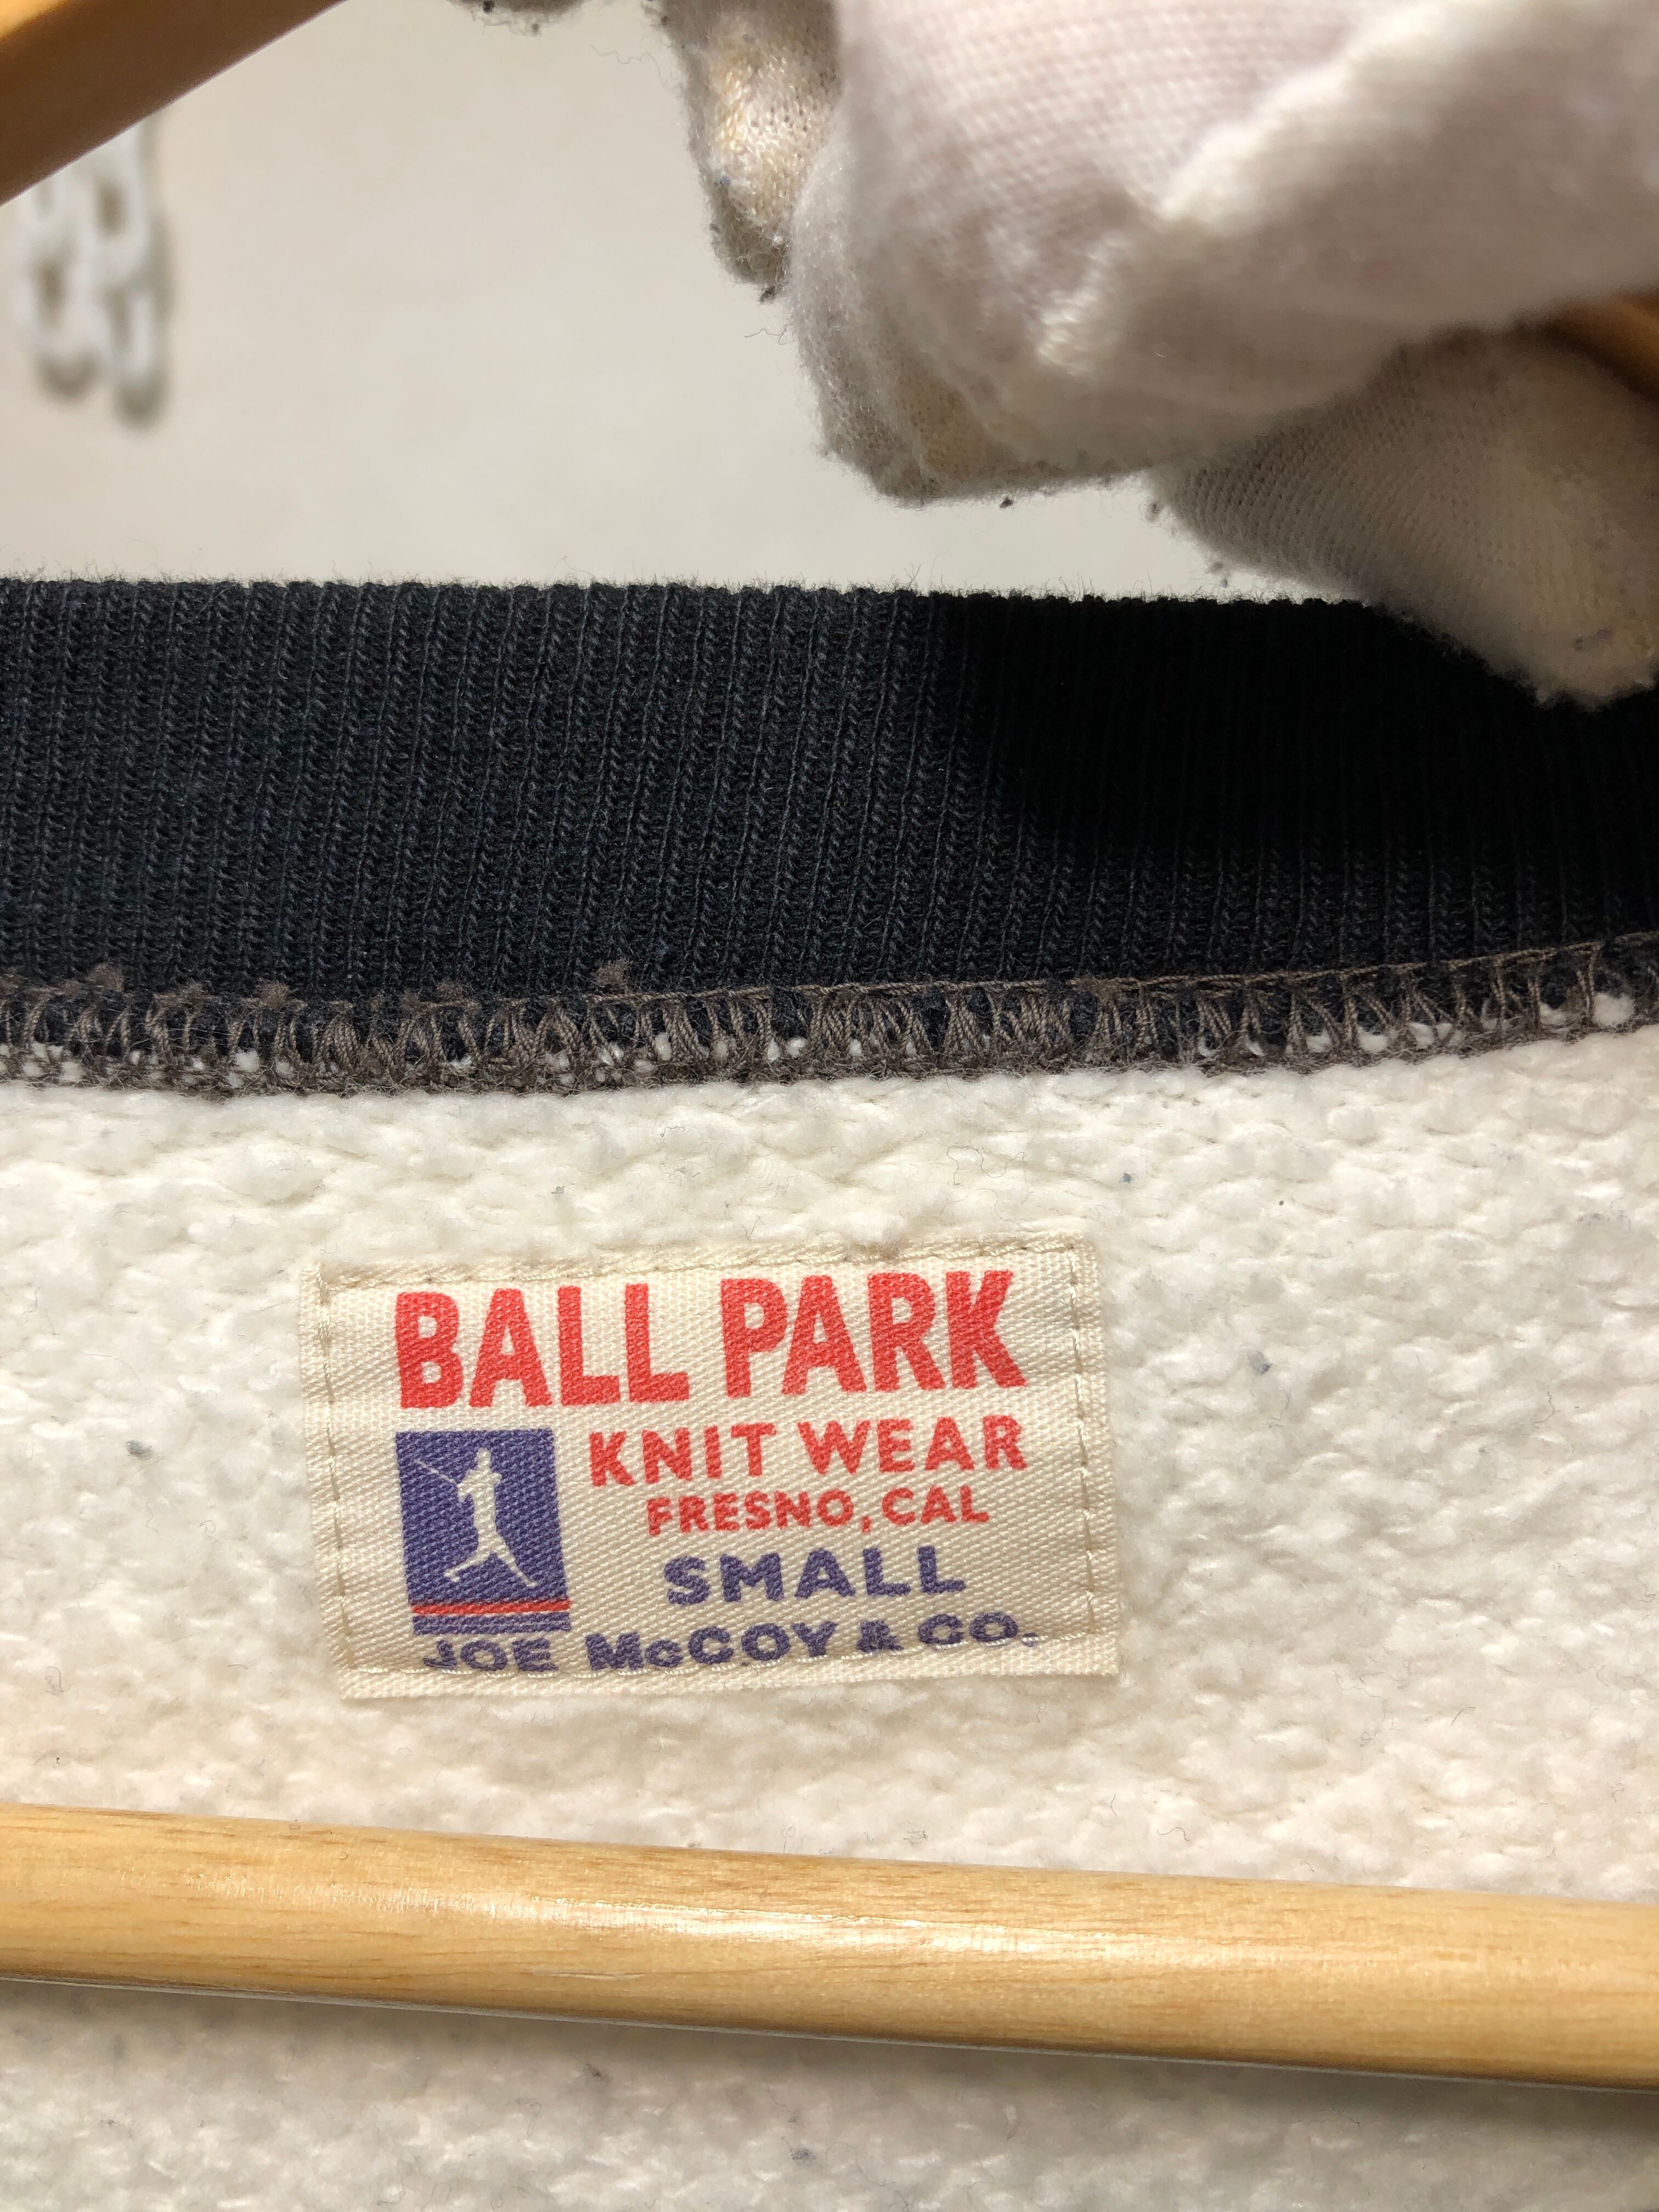 BALL PARK
KNIT WEAR
FRESNO, CAL
SMALL
JOE McCOY & CO.